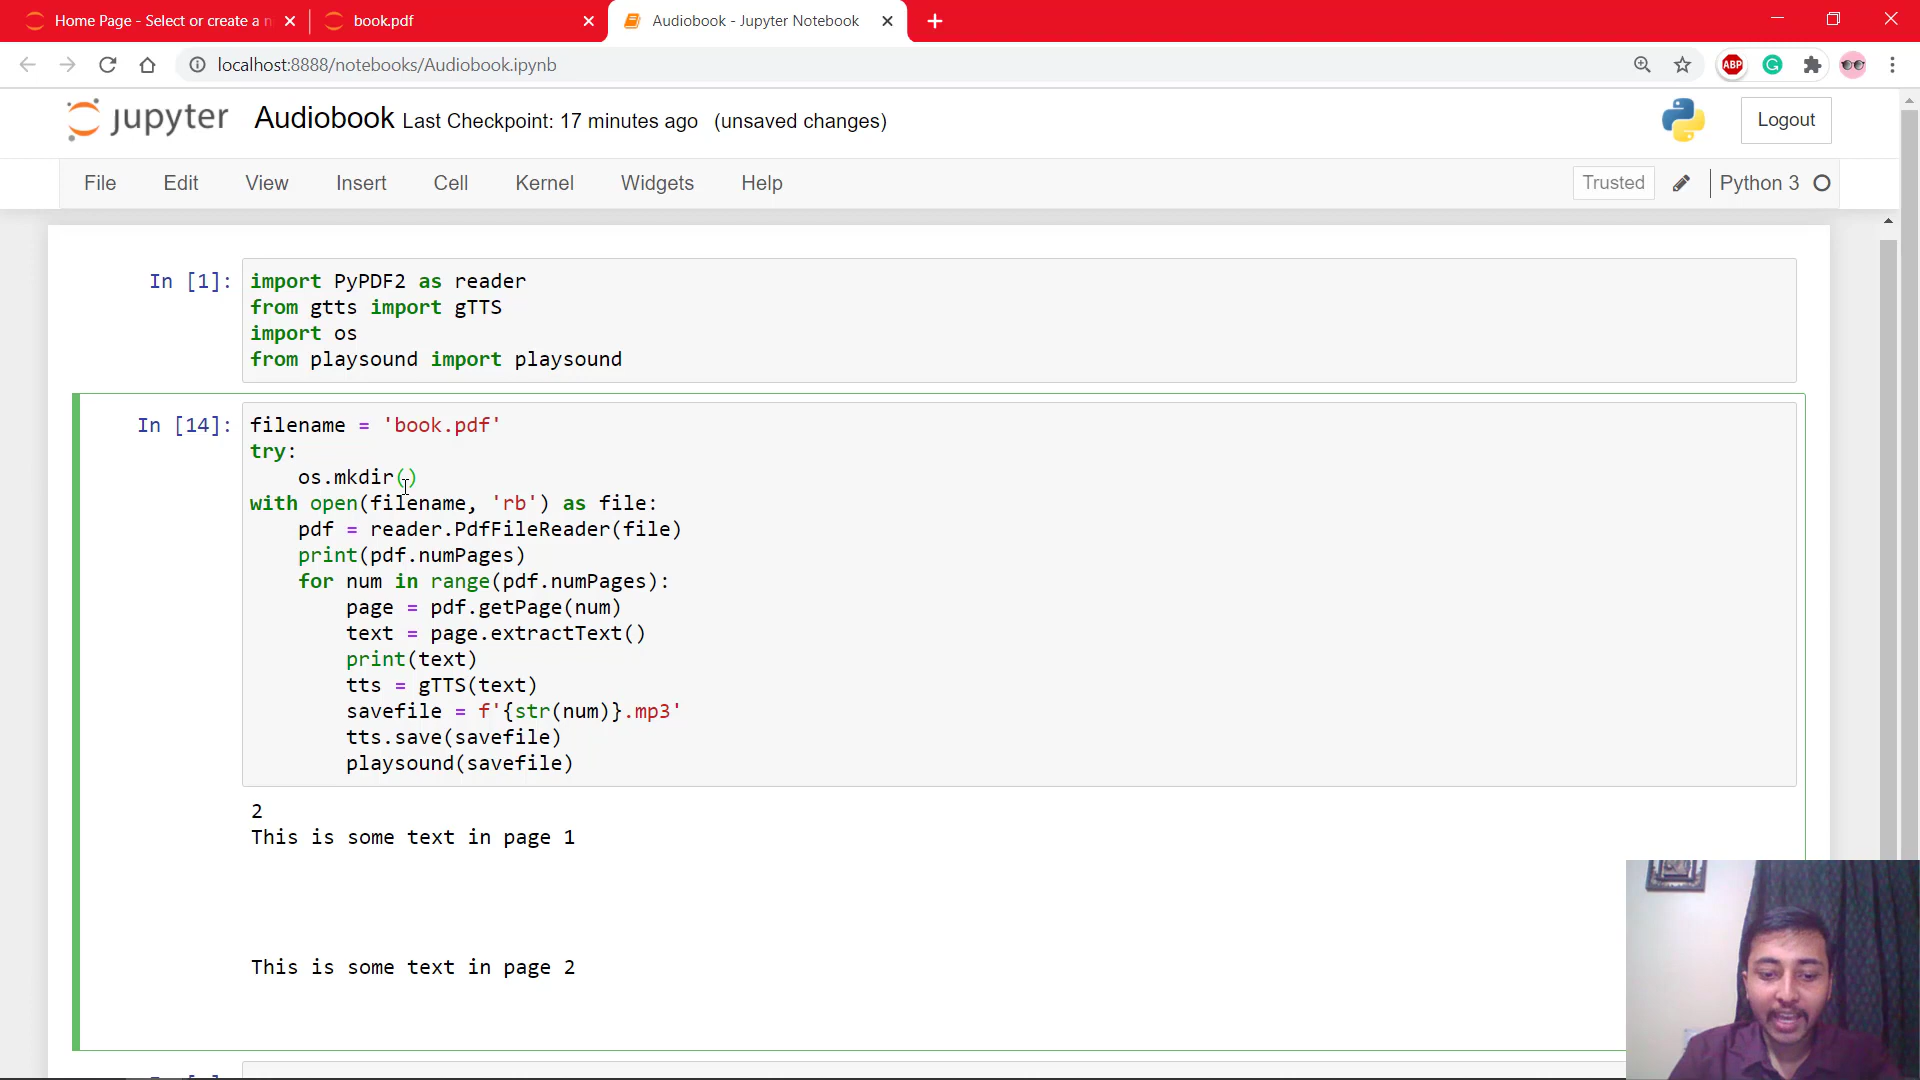 Home Page - Select or create a n
book.pdf
Audiobook - Jupyter Notebook
localhost:8888/notebooks/Audiobook.ipynb
ABP
jupyter Audiobook Last Checkpoint: 17 minutes ago (unsaved changes)
Logout
File Edit View Insert Cell Kernel Widgets Help
Trusted
Python 3
In [1]:
import PyPDF2 as reader
from gtts import gTTS
import os
from playsound import playsound
In [14]:
filename = 'book.pdf'
try:
    os.mkdir()
with open(filename, 'rb') as file:
    pdf = reader.PdfFileReader(file)
    print(pdf.numPages)
    for num in range(pdf.numPages):
        page = pdf.getPage(num)
        text = page.extractText()
        print(text)
        tts = gTTS(text)
        savefile = f'{str(num)}.mp3'
        tts.save(savefile)
        playsound(savefile)
2
This is some text in page 1
This is some text in page 2